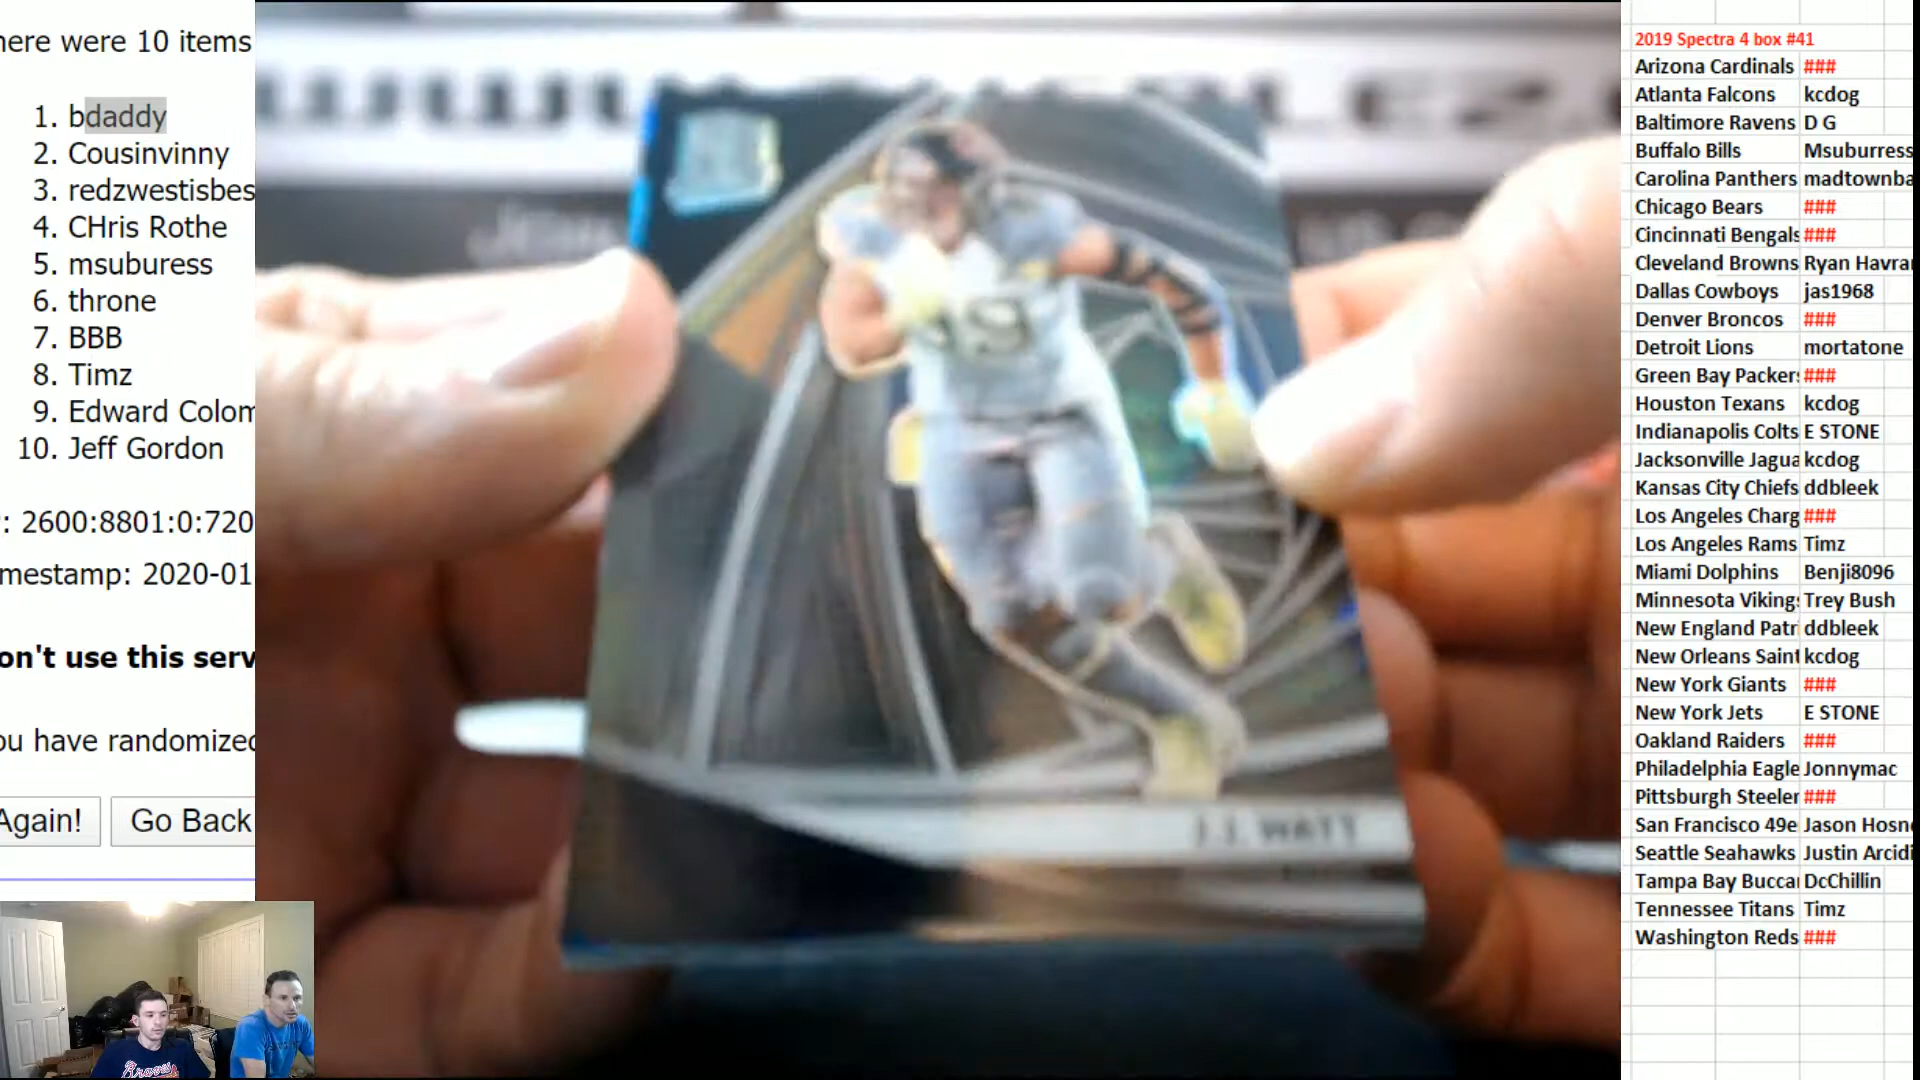 here were 10 items
1. bdaddy
2. Cousinvinny
3. redzwestisbes
4. CHris Rothe
5. msuburess
6. throne
7. BBB
8. Timz
9. Edward Colom
10. Jeff Gordon
: 2600:8801:0:720
mestamp: 2020-01
on't use this serv
ou have randomized
Again! Go Back
J.J. WATT
Braves
2019 Spectra 4 box #41
Arizona Cardinals ###
Atlanta Falcons kcdog
Baltimore Ravens D G
Buffalo Bills Msuburress
Carolina Panthers madtownba
Chicago Bears ###
Cincinnati Bengals ###
Cleveland Browns Ryan Havra
Dallas Cowboys jas1968
Denver Broncos ###
Detroit Lions mortatone
Green Bay Packers ###
Houston Texans kcdog
Indianapolis Colts E STONE
Jacksonville Jagua kcdog
Kansas City Chiefs ddbleek
Los Angeles Charg ###
Los Angeles Rams Timz
Miami Dolphins Benji8096
Minnesota Vikings Trey Bush
New England Patri ddbleek
New Orleans Saint kcdog
New York Giants ###
New York Jets E STONE
Oakland Raiders ###
Philadelphia Eagle Jonnymac
Pittsburgh Steeler ###
San Francisco 49e Jason Hosn
Seattle Seahawks Justin Arcidi
Tampa Bay Bucca DcChillin
Tennessee Titans Timz
Washington Reds ###